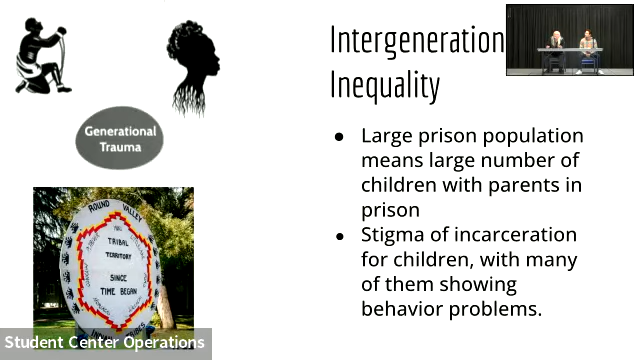 Intergeneration
Inequality
Generational
Trauma
● Large prison population
means large number of
children with parents in
prison
● Stigma of incarceration
for children, with many
of them showing
behavior problems.
ROUND VALLEY
TRIBAL
TERRITORY
SINCE
TIME BEGAN
TRIBES
Student Center Operations